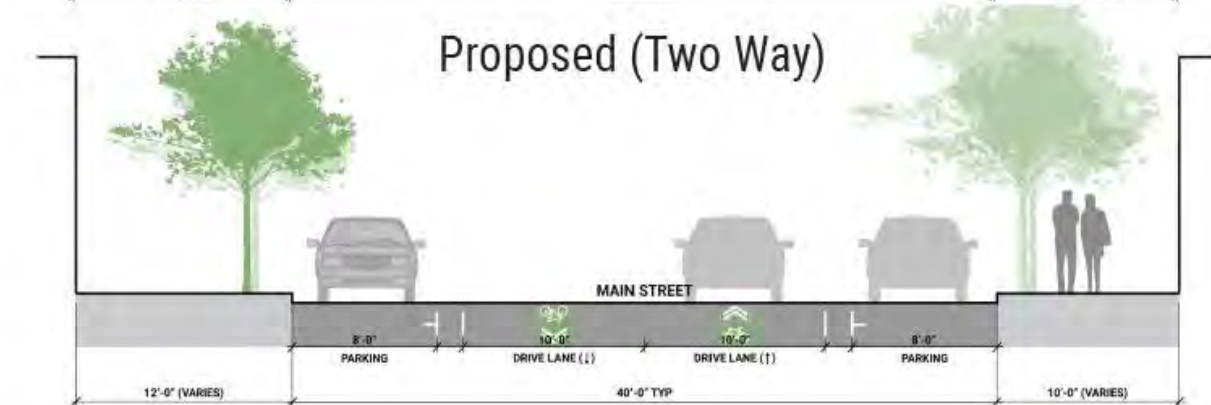 Proposed (Two Way)
MAIN STREET
8'-0" 10'-0" 10'-0" 8'-0"
PARKING DRIVE LANE (↓) DRIVE LANE (↑) PARKING
12'-0" (VARIES) 40'-0" TYP 10'-0" (VARIES)